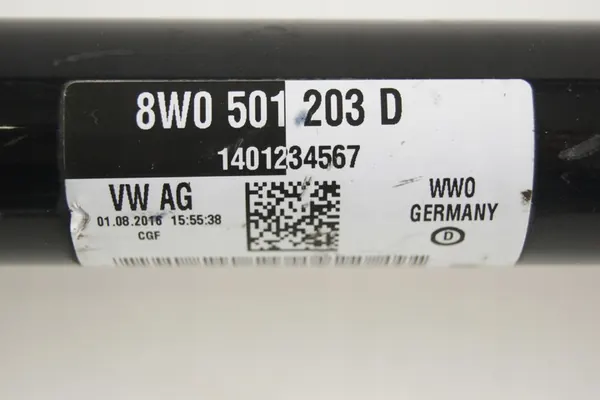 8W0 501 203 D
1401234567
VW AG
01.08.2016 15:55:38
CGF
WWO
GERMANY
D